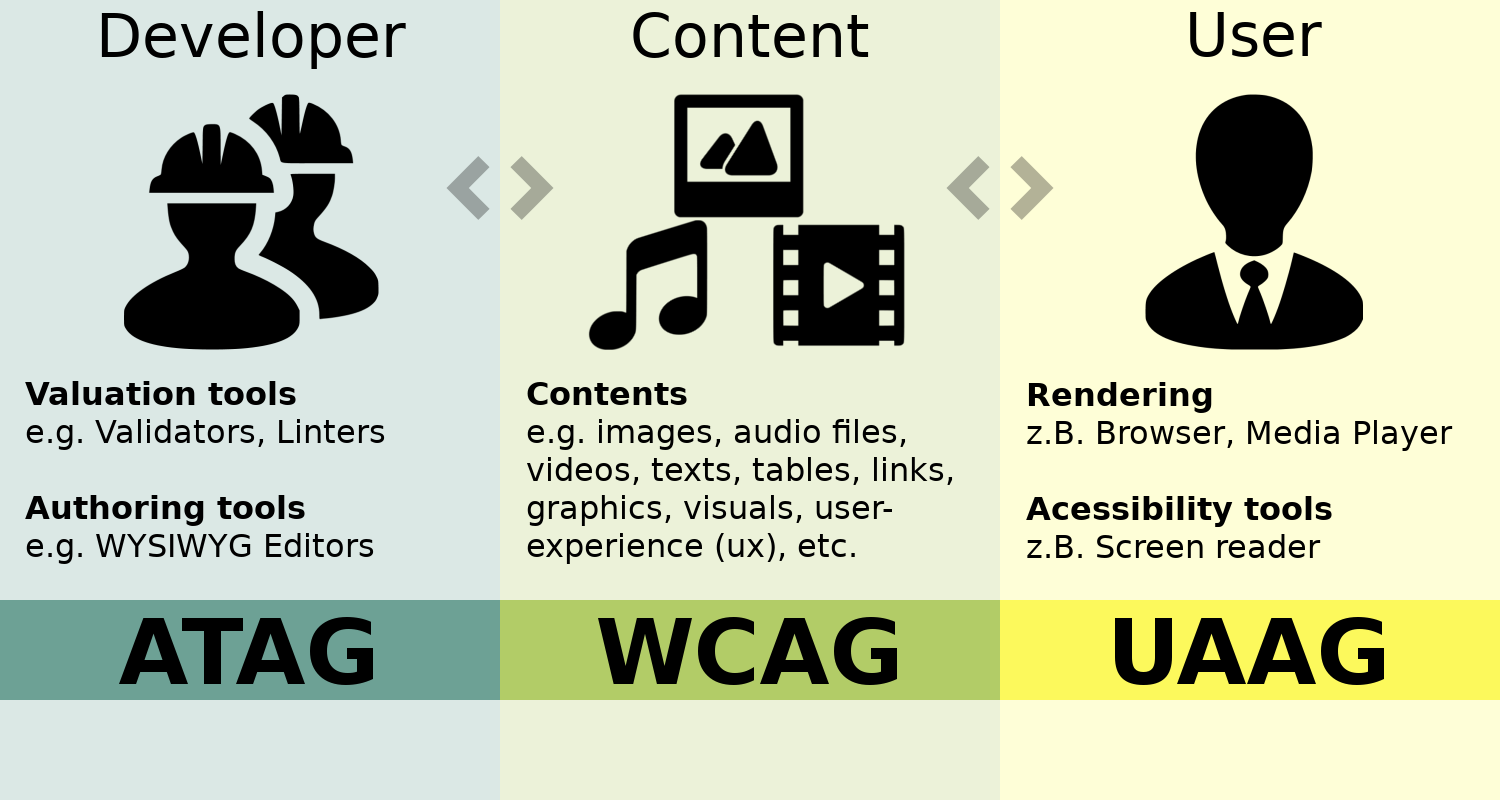 Developer
Valuation tools
e.g. Validators, Linters
Authoring tools
e.g. WYSIWYG Editors
ATAG
Content
Contents
e.g. images, audio files,
videos, texts, tables, links,
graphics, visuals, user-
experience (ux), etc.
WCAG
User
Rendering
z.B. Browser, Media Player
Acessibility tools
z.B. Screen reader
UAAG